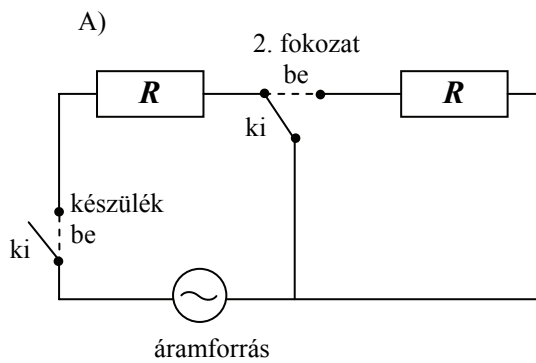 A)
2. fokozat
be
R
R
ki
készülék
be
ki
áramforrás